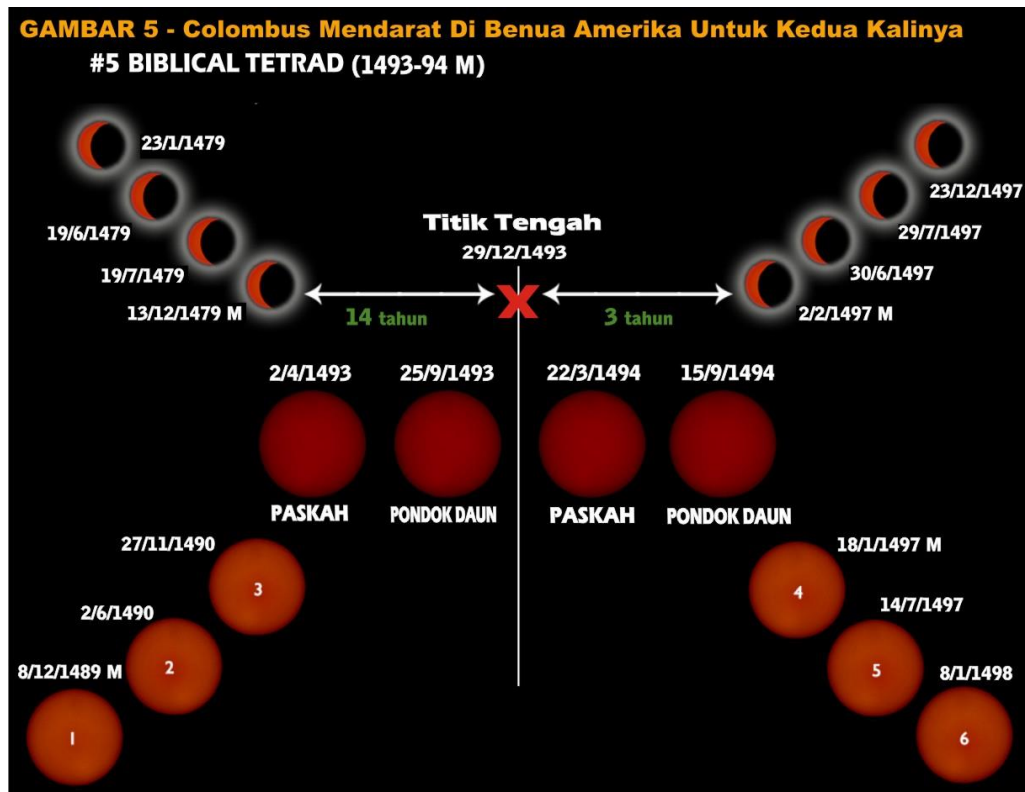 GAMBAR 5 - Colombus Mendarat Di Benua Amerika Untuk Kedua Kalinya
#5 BIBLICAL TETRAD (1493-94 M)
23/1/1479
19/6/1479
19/7/1479
13/12/1479 M
Titik Tengah
29/12/1493
X
14 tahun
3 tahun
23/12/1497
29/7/1497
30/6/1497
2/2/1497 M
2/4/1493
25/9/1493
22/3/1494
15/9/1494
PASKAH
PONDOK DAUN
PASKAH
PONDOK DAUN
27/11/1490
3
2/6/1490
2
8/12/1489 M
1
18/1/1497 M
4
14/7/1497
5
8/1/1498
6